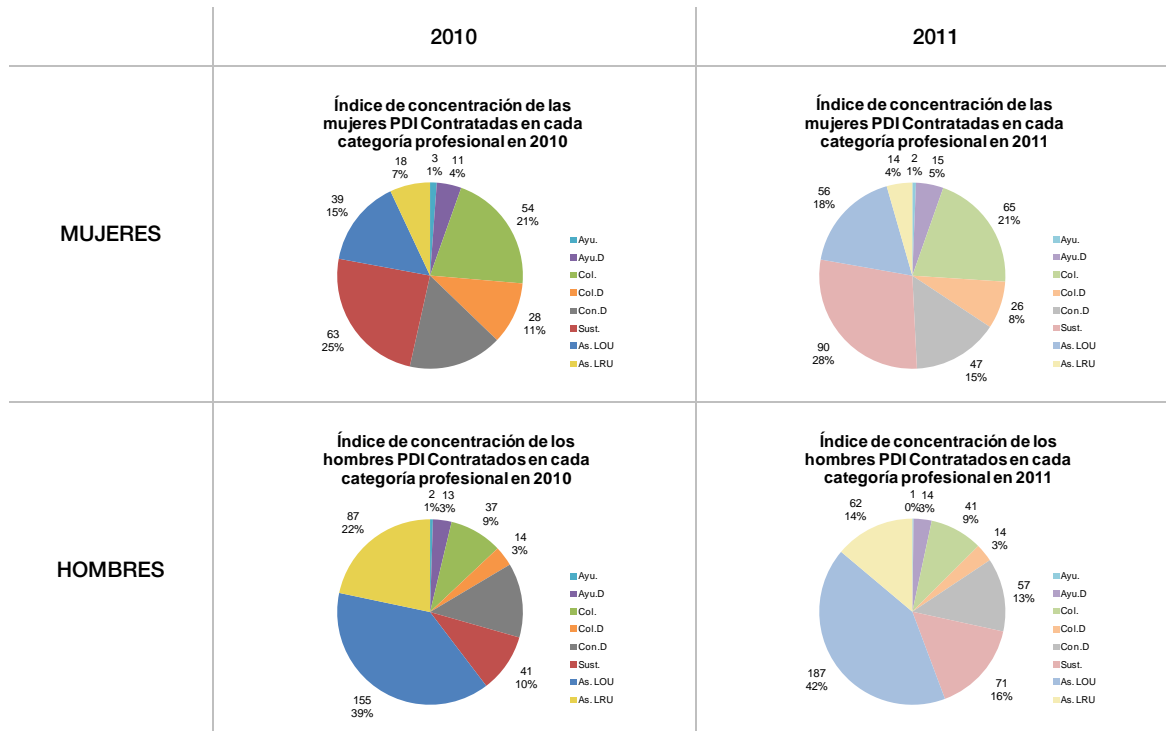 2010
2011
MUJERES
Índice de concentración de las
mujeres PDI Contratadas en cada
categoría profesional en 2010
3
1%
11
4%
54
21%
28
11%
63
25%
39
15%
18
7%
Ayu.
Ayu.D
Col.
Col.D
Con.D
Sust.
As. LOU
As. LRU
Índice de concentración de las
mujeres PDI Contratadas en cada
categoría profesional en 2011
2
1%
15
5%
65
21%
26
8%
47
15%
90
28%
56
18%
14
4%
Ayu.
Ayu.D
Col.
Col.D
Con.D
Sust.
As. LOU
As. LRU
HOMBRES
Índice de concentración de los
hombres PDI Contratados en cada
categoría profesional en 2010
2
1%
13
3%
37
9%
14
3%
41
10%
155
39%
87
22%
Ayu.
Ayu.D
Col.
Col.D
Con.D
Sust.
As. LOU
As. LRU
Índice de concentración de los
hombres PDI Contratados en cada
categoría profesional en 2011
1
0%
14
3%
41
9%
14
3%
57
13%
71
16%
187
42%
62
14%
Ayu.
Ayu.D
Col.
Col.D
Con.D
Sust.
As. LOU
As. LRU